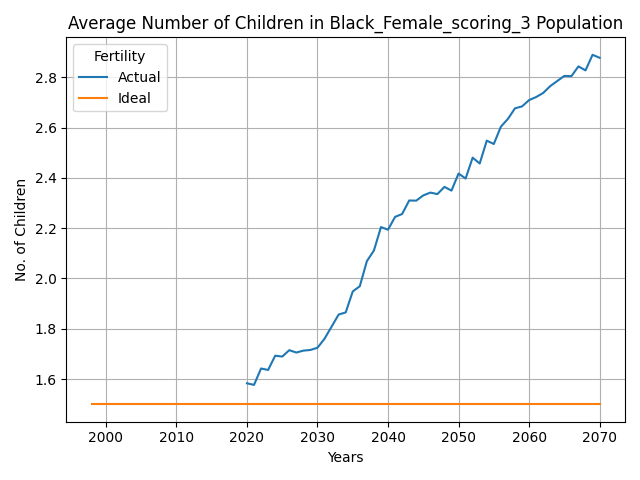 Average Number of Children in Black_Female_scoring_3 Population
Fertility
Actual
Ideal
No. of Children
2.8
2.6
2.4
2.2
2.0
1.8
1.6
2000 2010 2020 2030 2040 2050 2060 2070
Years